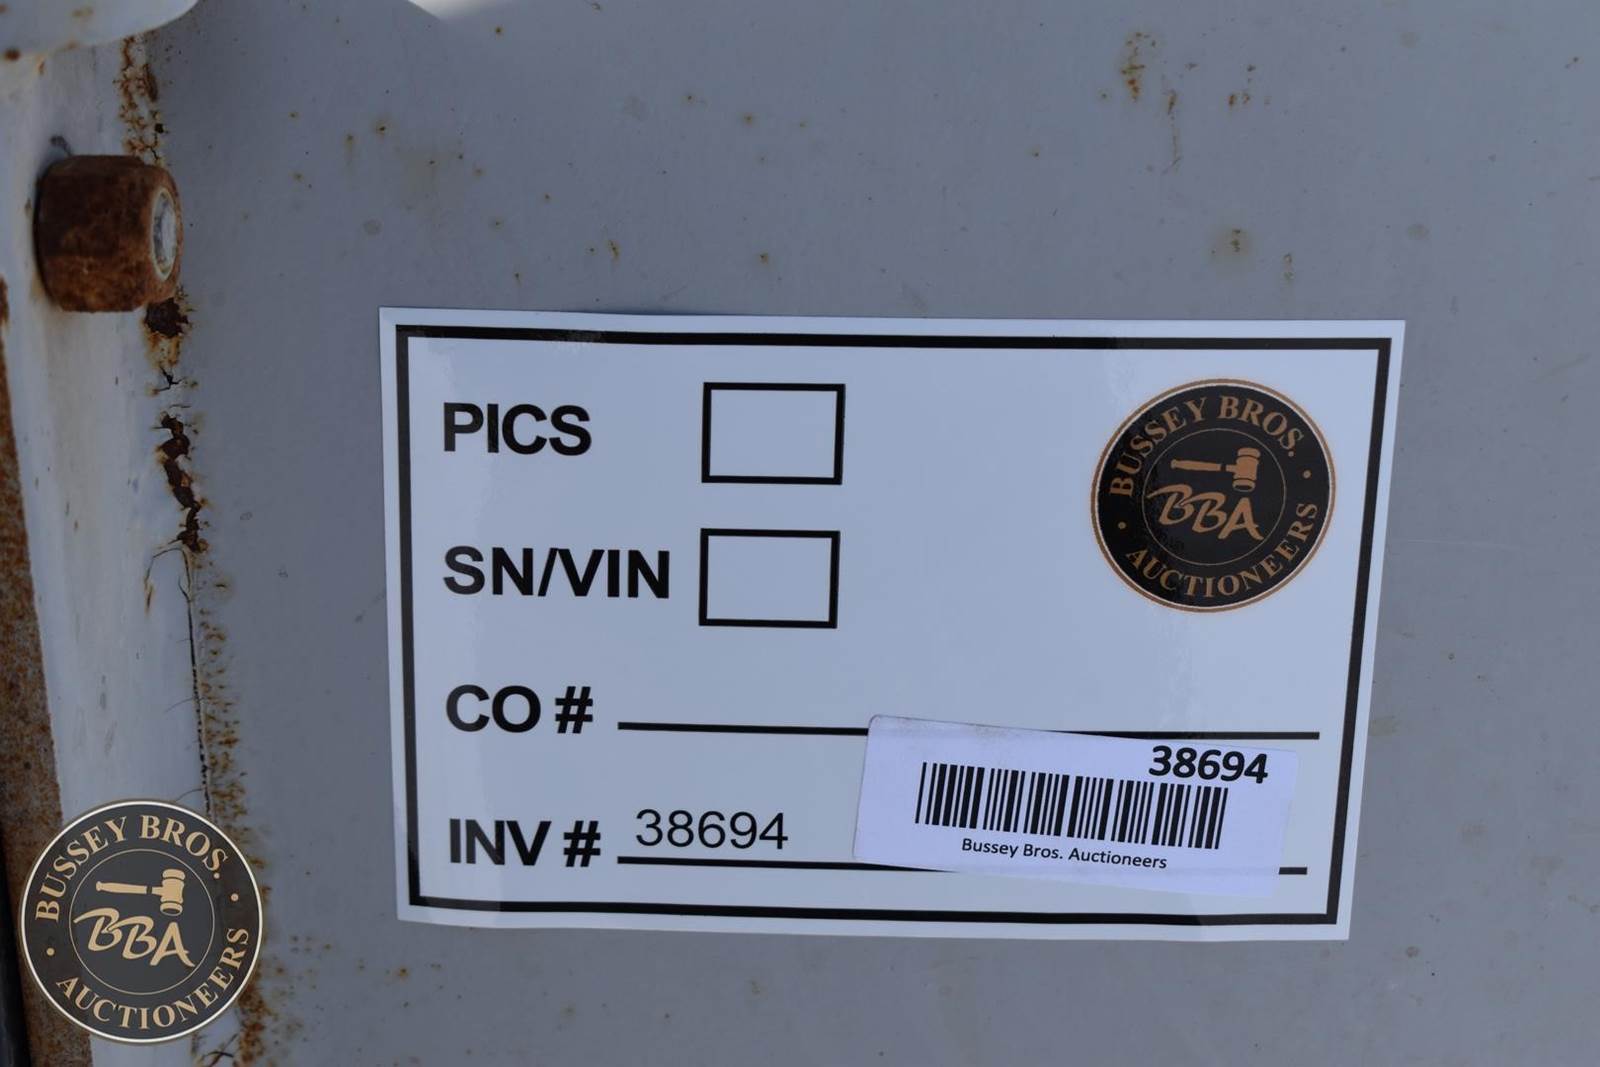 PICS
BUSSEY BROS.
BBA
AUCTIONEERS
SN/VIN
CO #
38694
INV # 38694
Bussey Bros. Auctioneers
BUSSEY BROS.
BBA
AUCTIONEERS